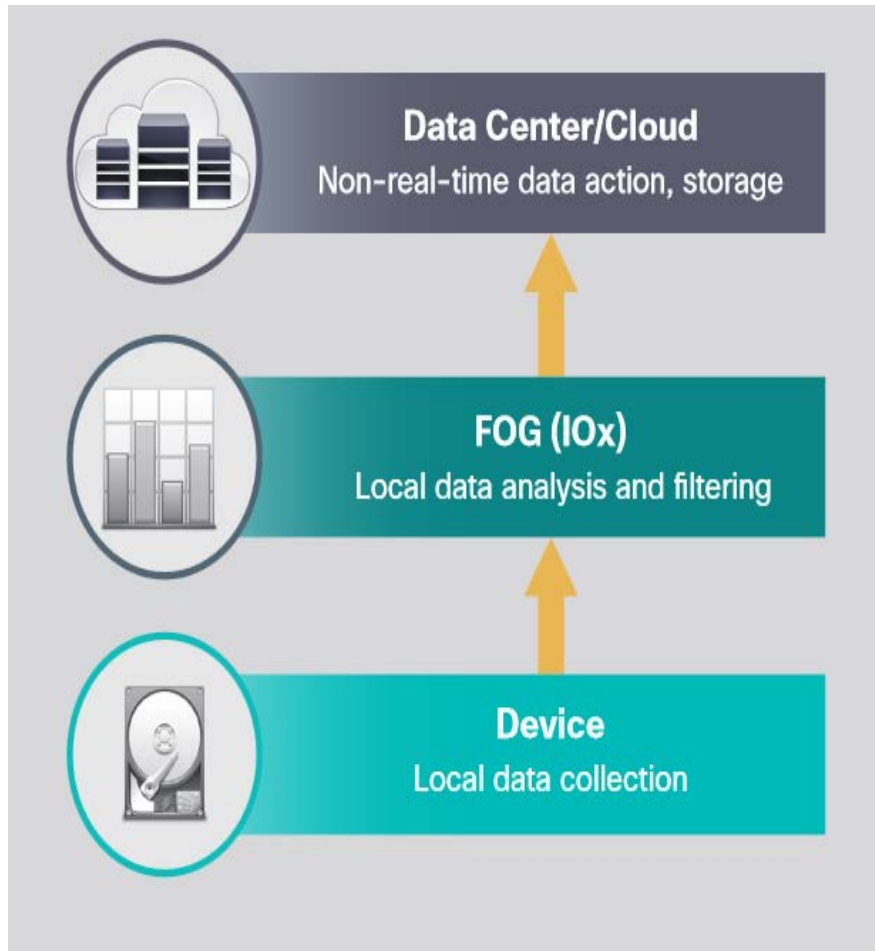 Data Center/Cloud
Non-real-time data action, storage
FOG (IOx)
Local data analysis and filtering
Device
Local data collection